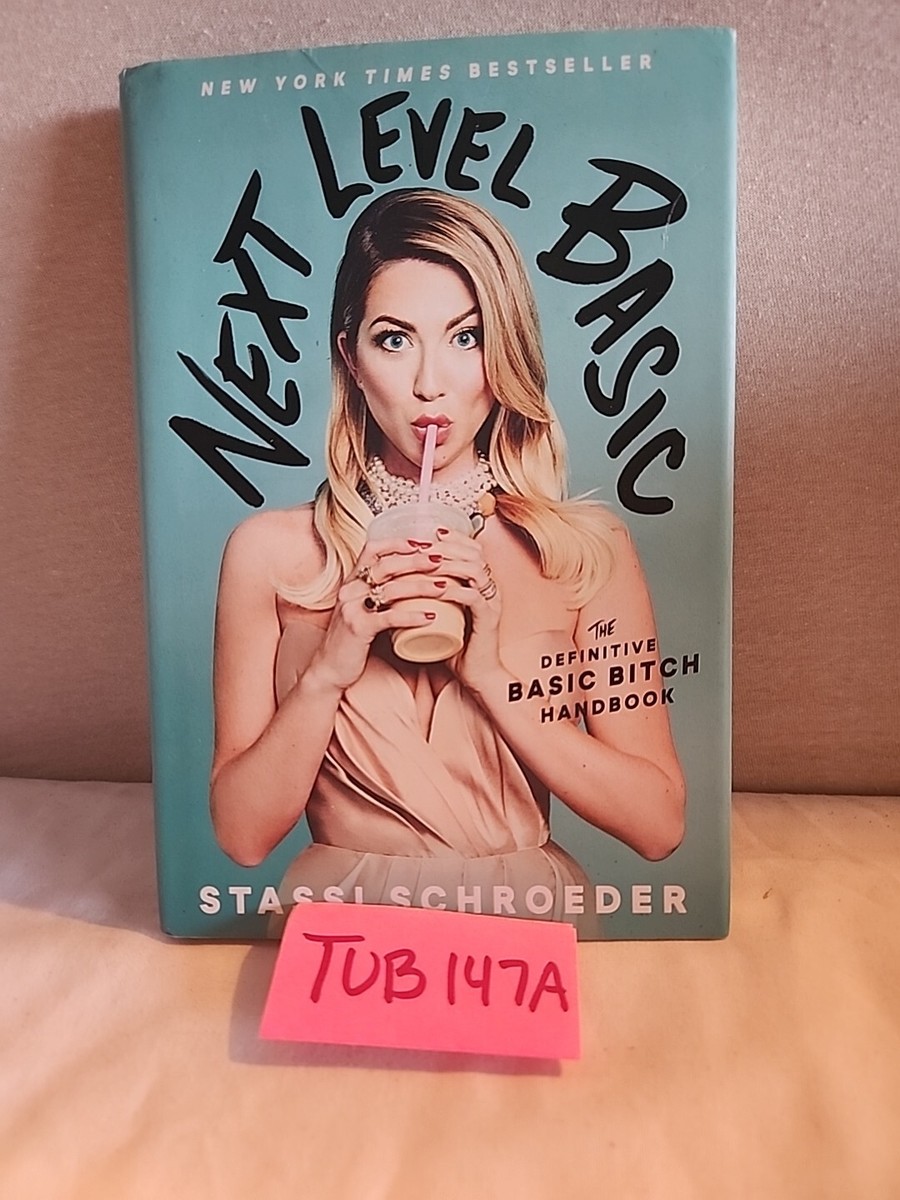 NEW YORK TIMES BESTSELLER
NEXT LEVEL BASIC
THE
DEFINITIVE
BASIC BITCH
HANDBOOK
STASSI SCHROEDER
TUB 147A